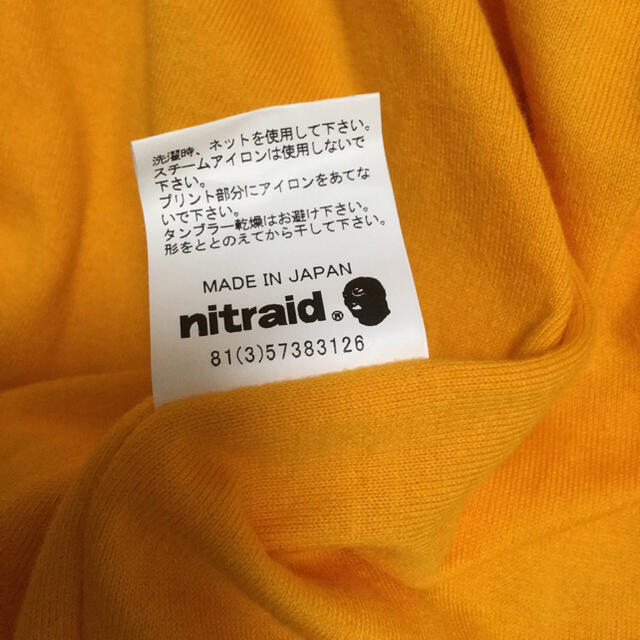 洗濯時、ネットを使用して下さい。
スチームアイロンは使用しないで
下さい。
プリント部分にアイロンをあてな
いで下さい。
タンブラー乾燥はお避け下さい。
形をととのえてから干して下さい。
MADE IN JAPAN
nitraid®
81(3)57383126